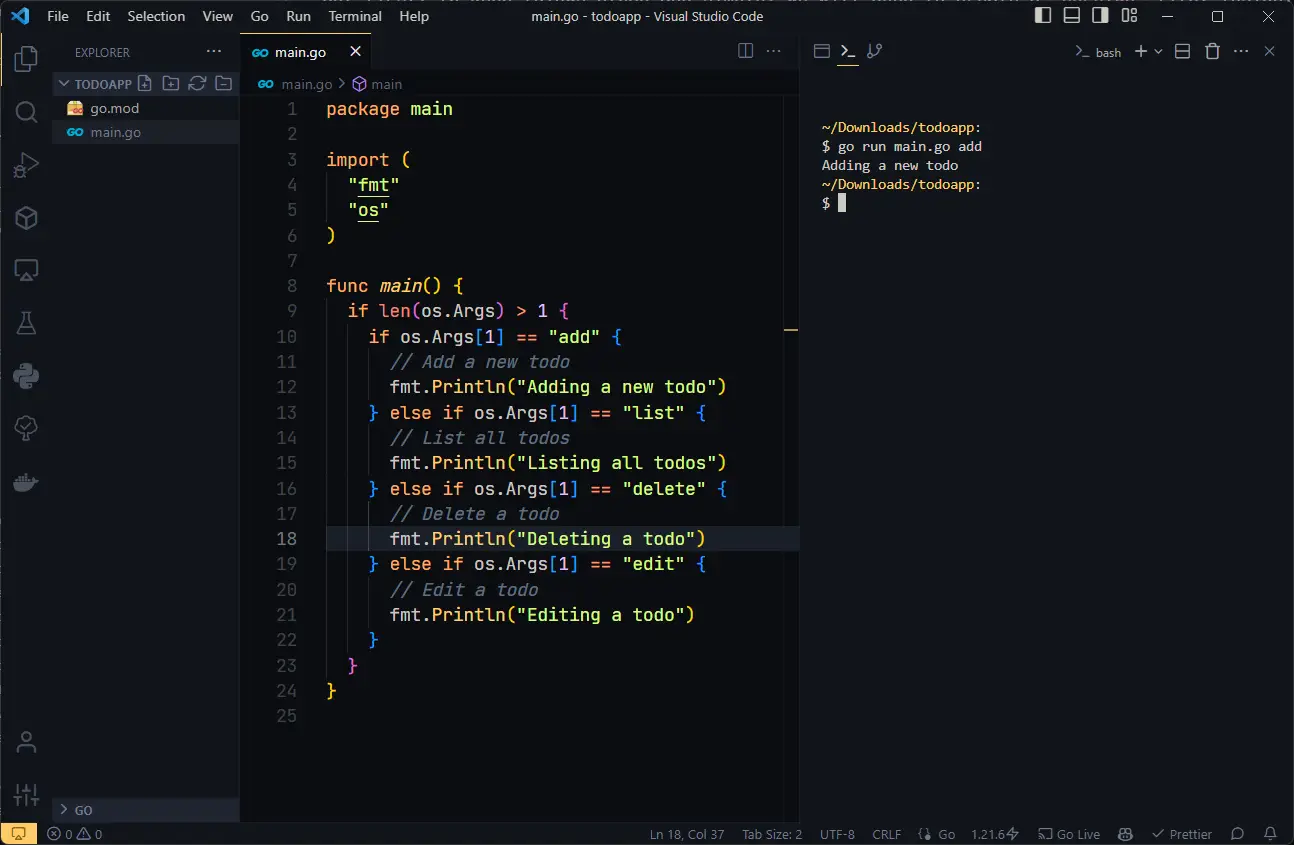 File Edit Selection View Go Run Terminal Help main.go - todoapp - Visual Studio Code
EXPLORER
TODOAPP
go.mod
GO main.go
GO
GO main.go
GO main.go > main
1 package main
2
3 import (
4 "fmt"
5 "os"
6 )
7
8 func main() {
9 if len(os.Args) > 1 {
10 if os.Args[1] == "add" {
11 // Add a new todo
12 fmt.Println("Adding a new todo")
13 } else if os.Args[1] == "list" {
14 // List all todos
15 fmt.Println("Listing all todos")
16 } else if os.Args[1] == "delete" {
17 // Delete a todo
18 fmt.Println("Deleting a todo")
19 } else if os.Args[1] == "edit" {
20 // Edit a todo
21 fmt.Println("Editing a todo")
22 }
23 }
24 }
25
bash
~/Downloads/todoapp:
$ go run main.go add
Adding a new todo
~/Downloads/todoapp:
$
0 0 Ln 18, Col 37 Tab Size: 2 UTF-8 CRLF Go 1.21.6 Go Live Prettier